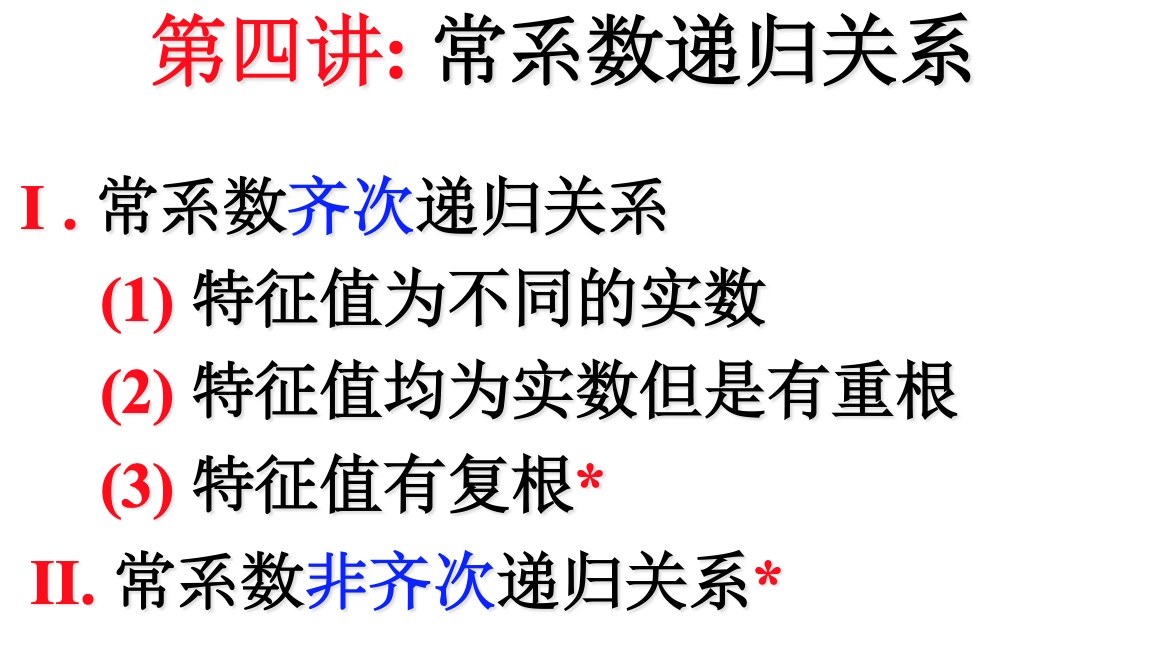 第四讲: 常系数递归关系
I . 常系数齐次递归关系
(1) 特征值为不同的实数
(2) 特征值均为实数但是有重根
(3) 特征值有复根*
II. 常系数非齐次递归关系*